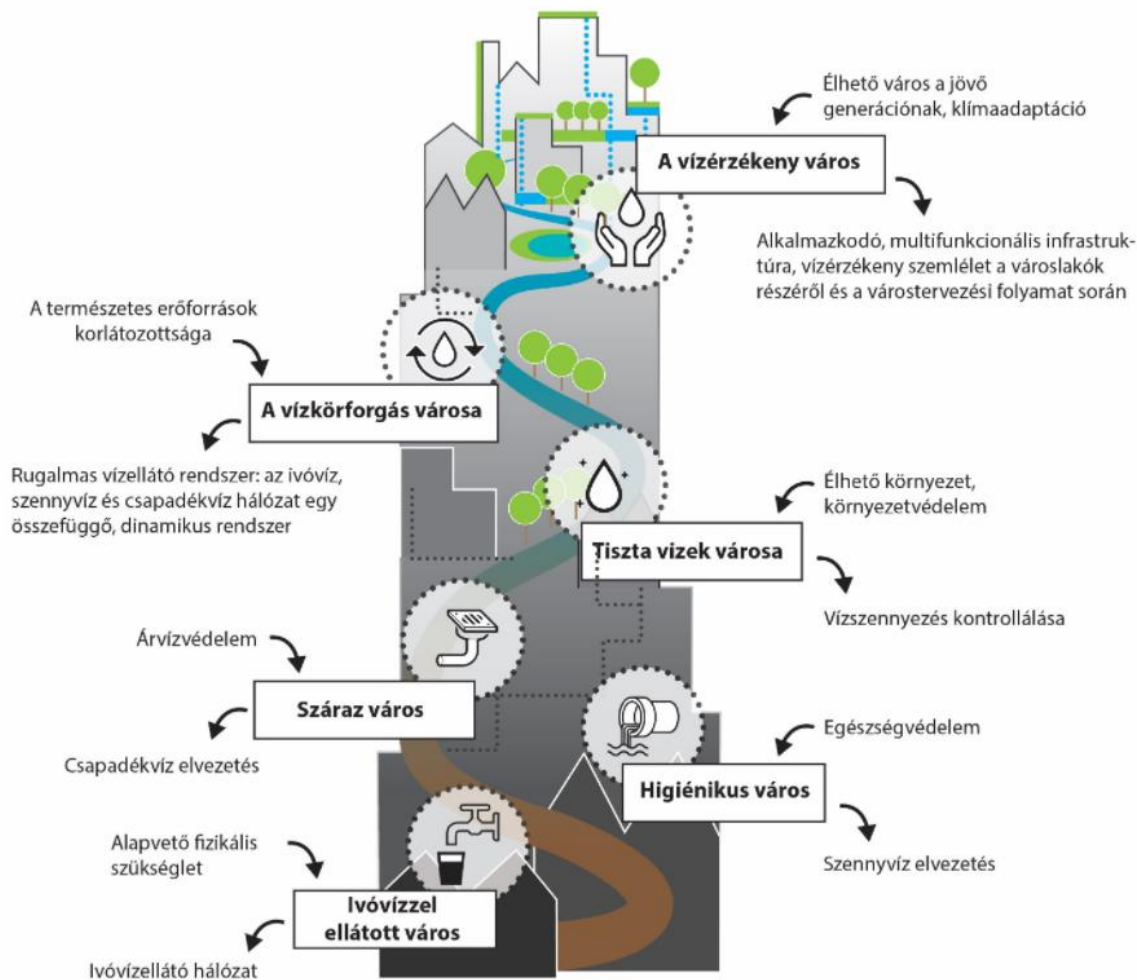 Élhető város a jövő
generációnak, klímaadaptáció
A vízérzékeny város
Alkalmazkodó, multifunkcionális infrastruk-
túra, vízérzékeny szemlélet a városlakók
részéről és a várostervezési folyamat során
A természetes erőforrások
korlátozottsága
A vízkörforgás városa
Rugalmas vízellátó rendszer: az ivóvíz,
szennyvíz és csapadékvíz hálózat egy
összefüggő, dinamikus rendszer
Élhető környezet,
környezetvédelem
Tiszta vizek városa
Vízszennyezés kontrollálása
Árvízvédelem
Száraz város
Csapadékvíz elvezetés
Egészségvédelem
Higiénikus város
Szennyvíz elvezetés
Alapvető fizikális
szükséglet
Ivóvízzel
ellátott város
Ivóvízellátó hálózat